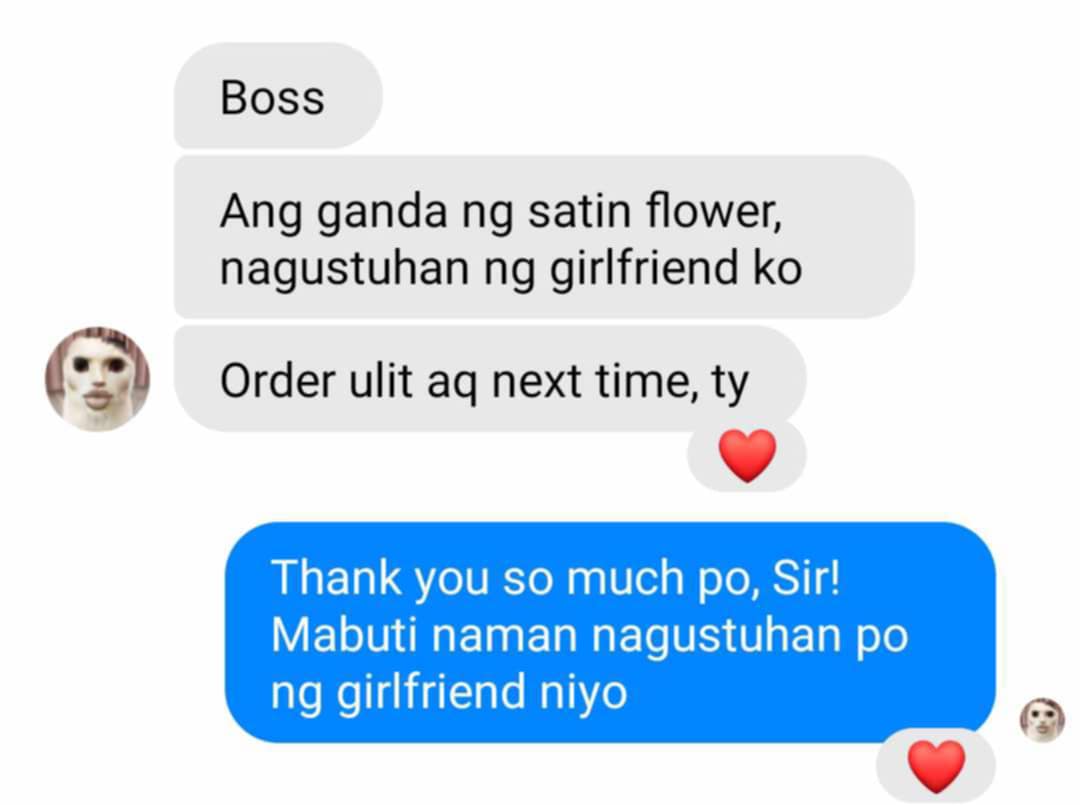 Boss
Ang ganda ng satin flower,
nagustuhan ng girlfriend ko
Order ulit aq next time, ty
Thank you so much po, Sir!
Mabuti naman nagustuhan po
ng girlfriend niyo